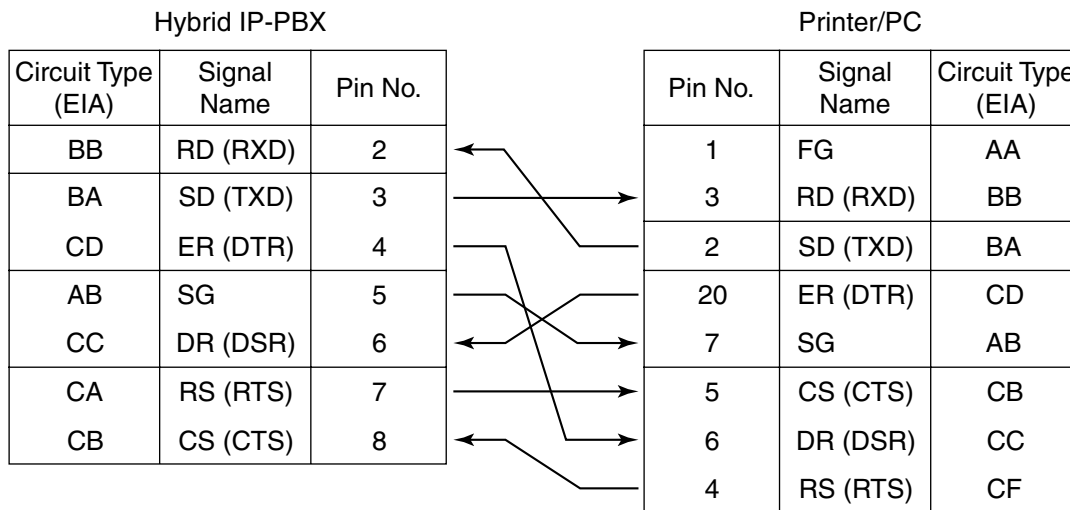 Hybrid IP-PBX
Circuit Type (EIA) Signal Name Pin No.
BB RD (RXD) 2
BA SD (TXD) 3
CD ER (DTR) 4
AB SG 5
CC DR (DSR) 6
CA RS (RTS) 7
CB CS (CTS) 8
Printer/PC
Pin No. Signal Name Circuit Type (EIA)
1 FG AA
3 RD (RXD) BB
2 SD (TXD) BA
20 ER (DTR) CD
7 SG AB
5 CS (CTS) CB
6 DR (DSR) CC
4 RS (RTS) CF